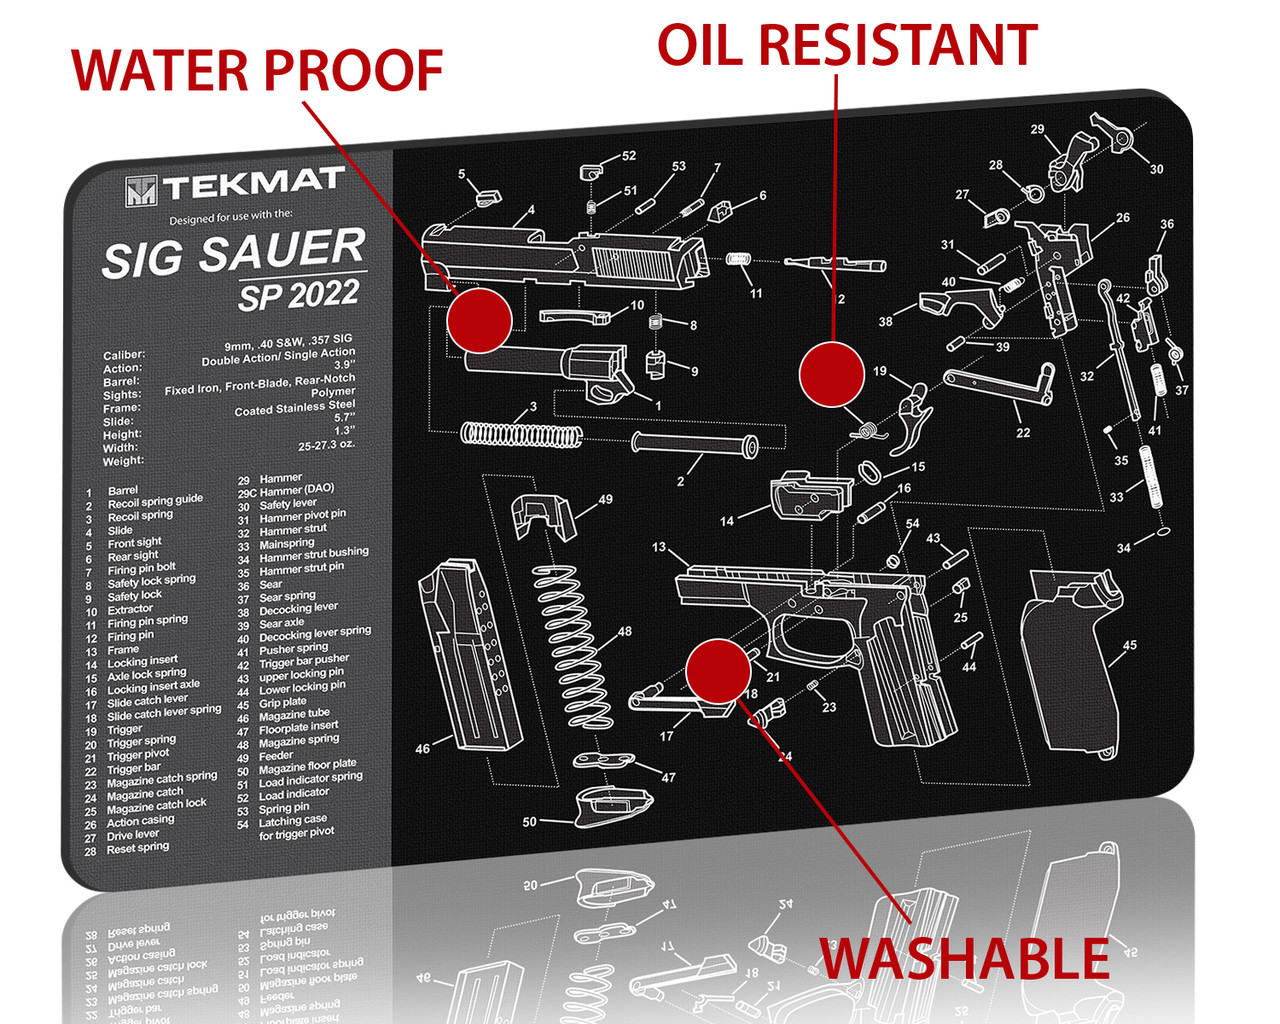 WATER PROOF
OIL RESISTANT
TEKMAT
Designed for use with the:
SIG SAUER
SP 2022
Caliber: 9mm, .40 S&W, .357 SIG
Action: Double Action/ Single Action
Barrel: 3.9"
Sights: Fixed Iron, Front-Blade, Rear-Notch
Frame: Polymer
Slide: Coated Stainless Steel
Height: 5.7"
Width: 1.3"
Weight: 25-27.3 oz.
1 Barrel
2 Recoil spring guide
3 Recoil spring
4 Slide
5 Front sight
6 Rear sight
7 Firing pin bolt
8 Safety lock spring
9 Safety lock
10 Extractor
11 Firing pin spring
12 Firing pin
13 Frame
14 Locking insert
15 Axle lock spring
16 Locking insert axle
17 Slide catch lever
18 Slide catch lever spring
19 Trigger
20 Trigger spring
21 Trigger pivot
22 Trigger bar
23 Magazine catch spring
24 Magazine catch
25 Magazine catch lock
26 Action casing
27 Drive lever
28 Reset spring
29 Hammer
29C Hammer (DAO)
30 Safety lever
31 Hammer pivot pin
32 Hammer strut
33 Mainspring
34 Hammer strut bushing
35 Hammer strut pin
36 Sear
37 Sear spring
38 Decocking lever
39 Sear axle
40 Decocking lever spring
41 Pusher spring
42 Trigger bar pusher
43 upper locking pin
44 Lower locking pin
45 Grip plate
46 Magazine tube
47 Floorplate insert
48 Magazine spring
49 Feeder
50 Magazine floor plate
51 Load indicator spring
52 Load indicator
53 Spring pin
54 Latching case
for trigger pivot
52
53
7
5
51
6
4
11
2
10
8
9
1
3
2
29
30
28
27
26
36
31
40
42
38
39
32
37
19
22
41
35
15
33
16
14
34
49
54
43
13
25
48
45
44
21
18
23
17
46
24
47
50
WASHABLE